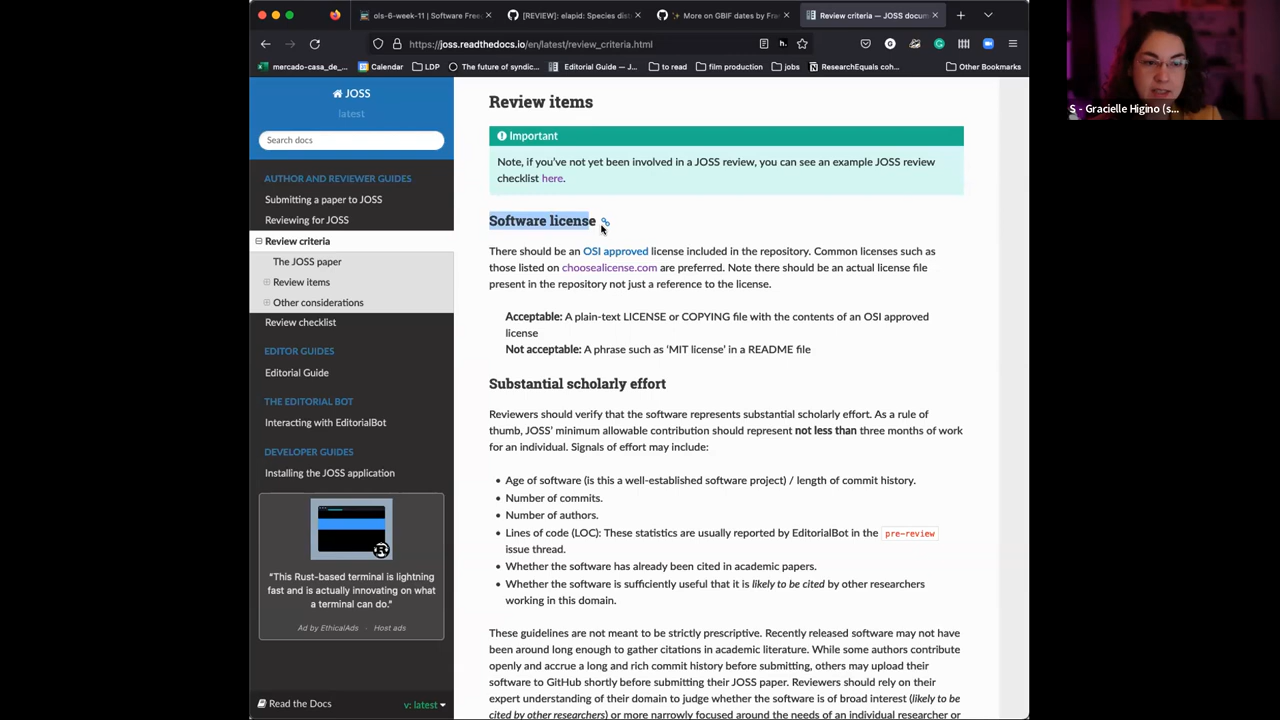 ols-6-week-11 | Software Free
[REVIEW]: elapid: Species dist
✨ More on GBIF dates by Fra
Review criteria — JOSS docum
https://joss.readthedocs.io/en/latest/review_criteria.html
mercado-casa_de_...
Calendar
LDP
The future of syndic...
Editorial Guide — J...
to read
film production
jobs
ResearchEquals coh...
Other Bookmarks
S - Gracielle Higino (s...
JOSS
latest
Search docs
AUTHOR AND REVIEWER GUIDES
Submitting a paper to JOSS
Reviewing for JOSS
Review criteria
The JOSS paper
Review items
Other considerations
Review checklist
EDITOR GUIDES
Editorial Guide
THE EDITORIAL BOT
Interacting with EditorialBot
DEVELOPER GUIDES
Installing the JOSS application
"This Rust-based terminal is lightning
fast and is actually innovating on what
a terminal can do."
Ad by EthicalAds • Host ads
Read the Docs
v: latest
Review items
Important
Note, if you've not yet been involved in a JOSS review, you can see an example JOSS review
checklist here.
Software license
There should be an OSI approved license included in the repository. Common licenses such as
those listed on choosealicense.com are preferred. Note there should be an actual license file
present in the repository not just a reference to the license.
Acceptable: A plain-text LICENSE or COPYING file with the contents of an OSI approved
license
Not acceptable: A phrase such as 'MIT license' in a README file
Substantial scholarly effort
Reviewers should verify that the software represents substantial scholarly effort. As a rule of
thumb, JOSS' minimum allowable contribution should represent not less than three months of work
for an individual. Signals of effort may include:
• Age of software (is this a well-established software project) / length of commit history.
• Number of commits.
• Number of authors.
• Lines of code (LOC): These statistics are usually reported by EditorialBot in the pre-review
issue thread.
• Whether the software has already been cited in academic papers.
• Whether the software is sufficiently useful that it is likely to be cited by other researchers
working in this domain.
These guidelines are not meant to be strictly prescriptive. Recently released software may not have
been around long enough to gather citations in academic literature. While some authors contribute
openly and accrue a long and rich commit history before submitting, others may upload their
software to GitHub shortly before submitting their JOSS paper. Reviewers should rely on their
expert understanding of their domain to judge whether the software is of broad interest (likely to be
cited by other researchers) or more narrowly focused around the needs of an individual researcher or